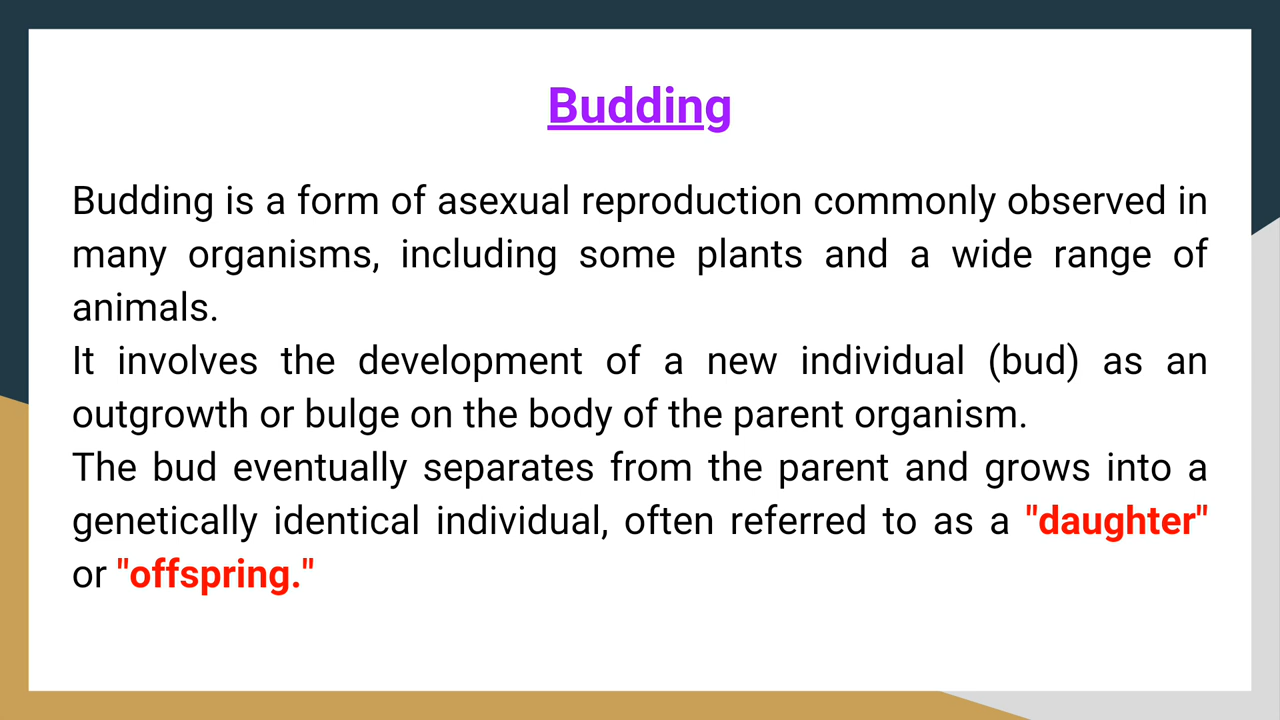 Budding
Budding is a form of asexual reproduction commonly observed in
many organisms, including some plants and a wide range of
animals.
It involves the development of a new individual (bud) as an
outgrowth or bulge on the body of the parent organism.
The bud eventually separates from the parent and grows into a
genetically identical individual, often referred to as a "daughter"
or "offspring."